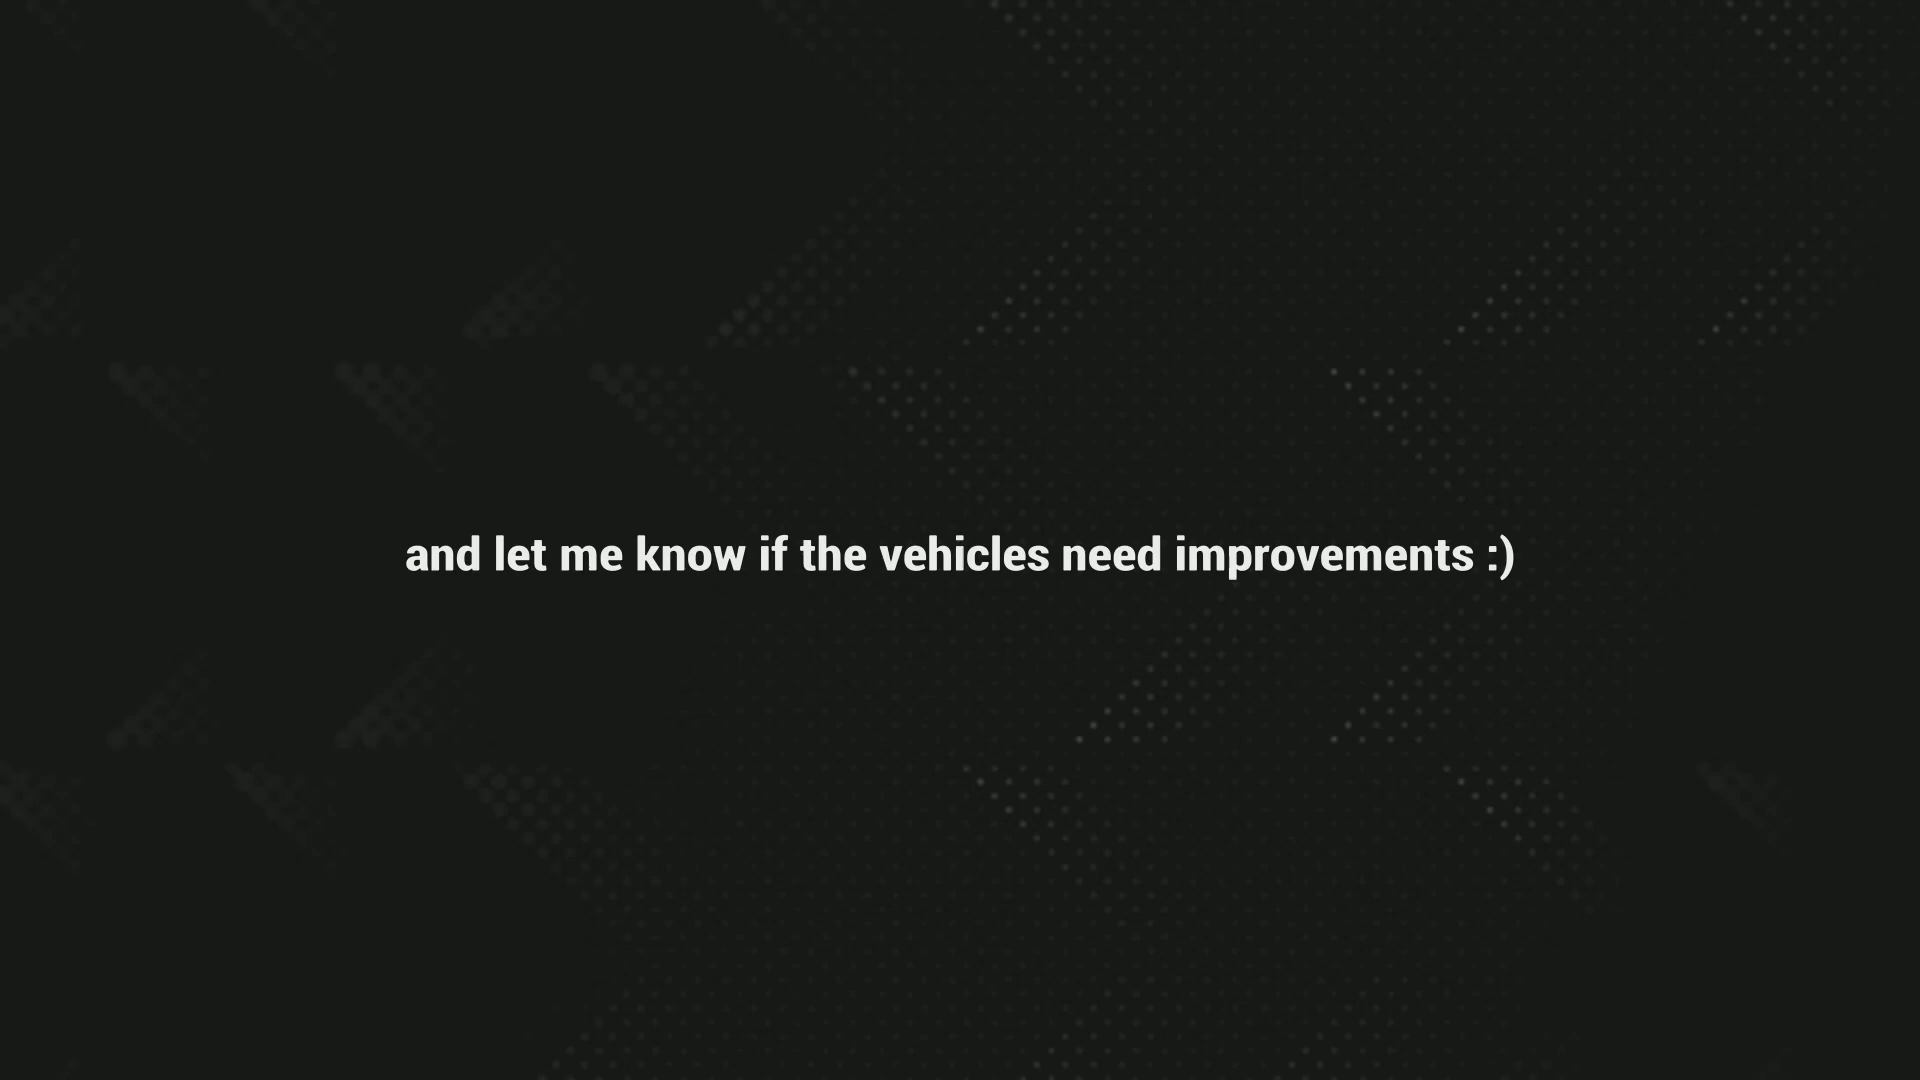 and let me know if the vehicles need improvements :)